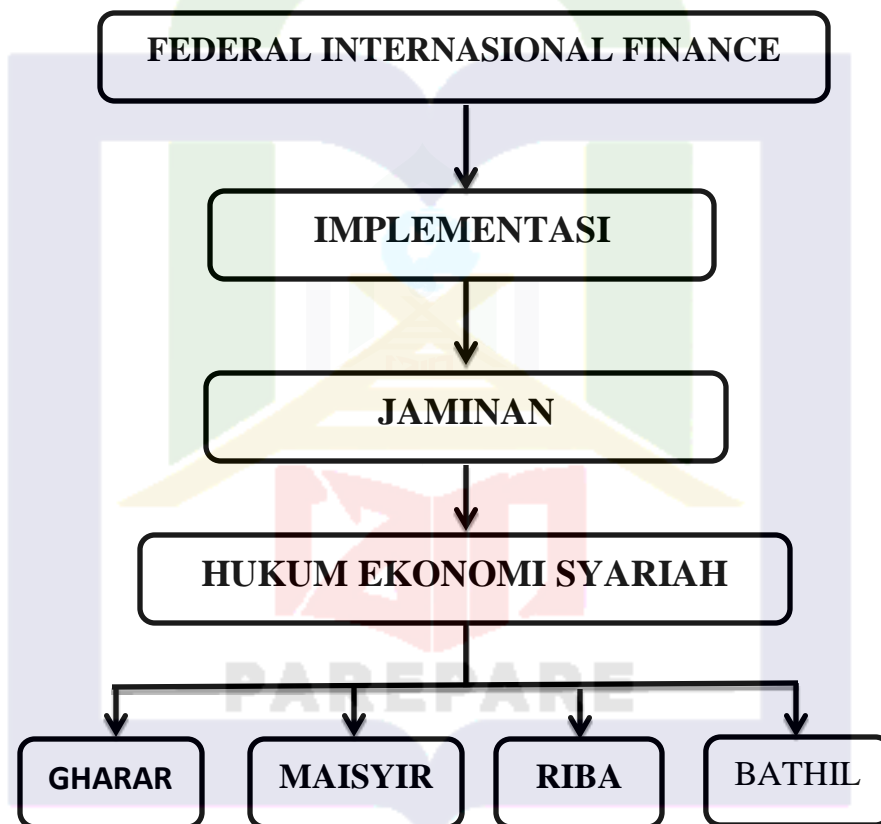 FEDERAL INTERNASIONAL FINANCE
IMPLEMENTASI
JAMINAN
HUKUM EKONOMI SYARIAH
PAREPARE
GHARAR MAISYIR RIBA BATHIL